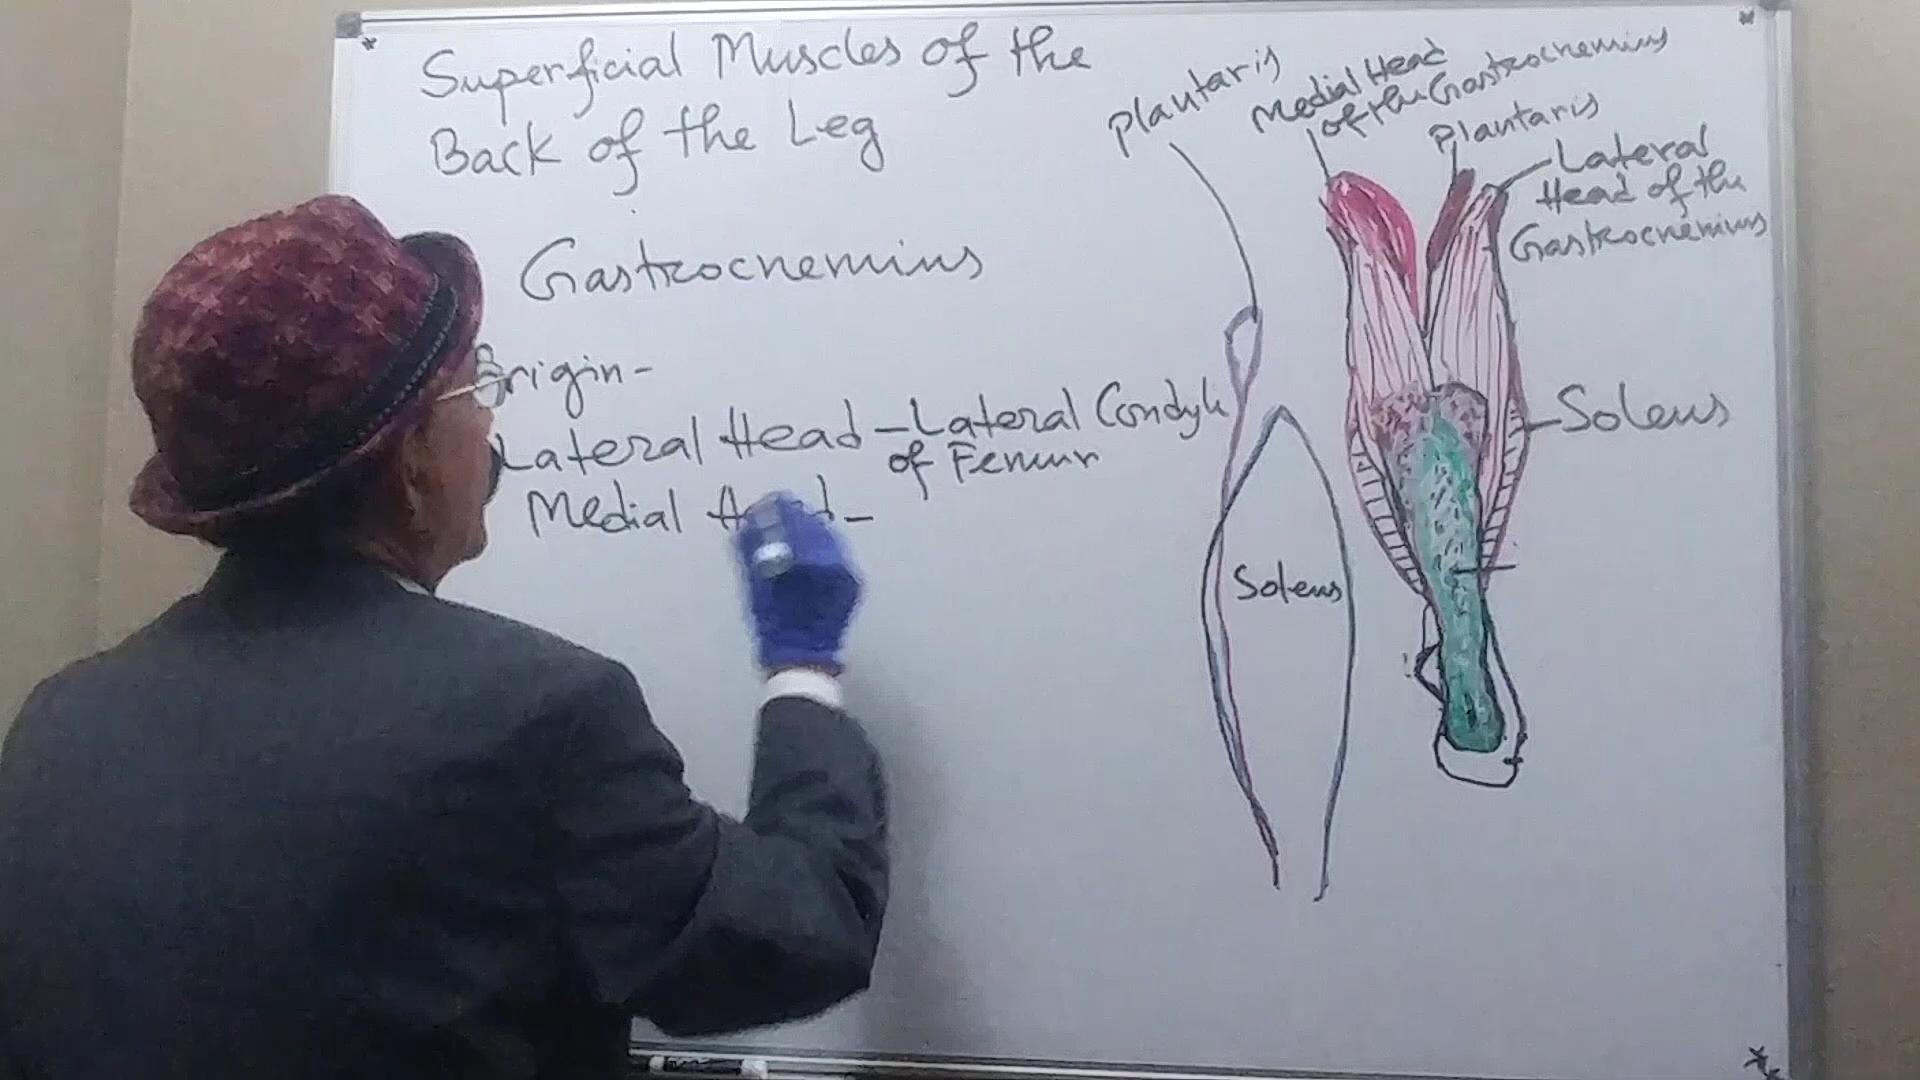 Superficial Muscles of the
Back of the Leg
Gastrocnemius
Origin-
Lateral Head - Lateral Condyle
of Femur
Medial Head -
Plantaris
Medial Head
of the Gastrocnemius
Plantaris
Lateral
Head of the
Gastrocnemius
Soleus
Soleus